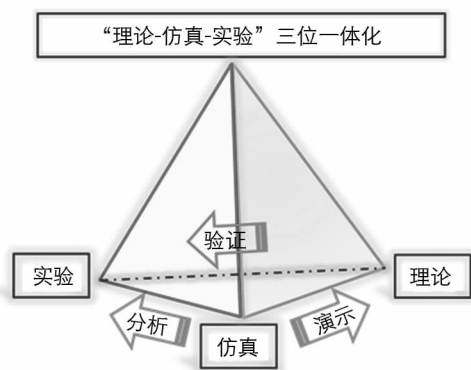 “理论-仿真-实验”三位一体化
验证
实验
理论
分析
演示
仿真